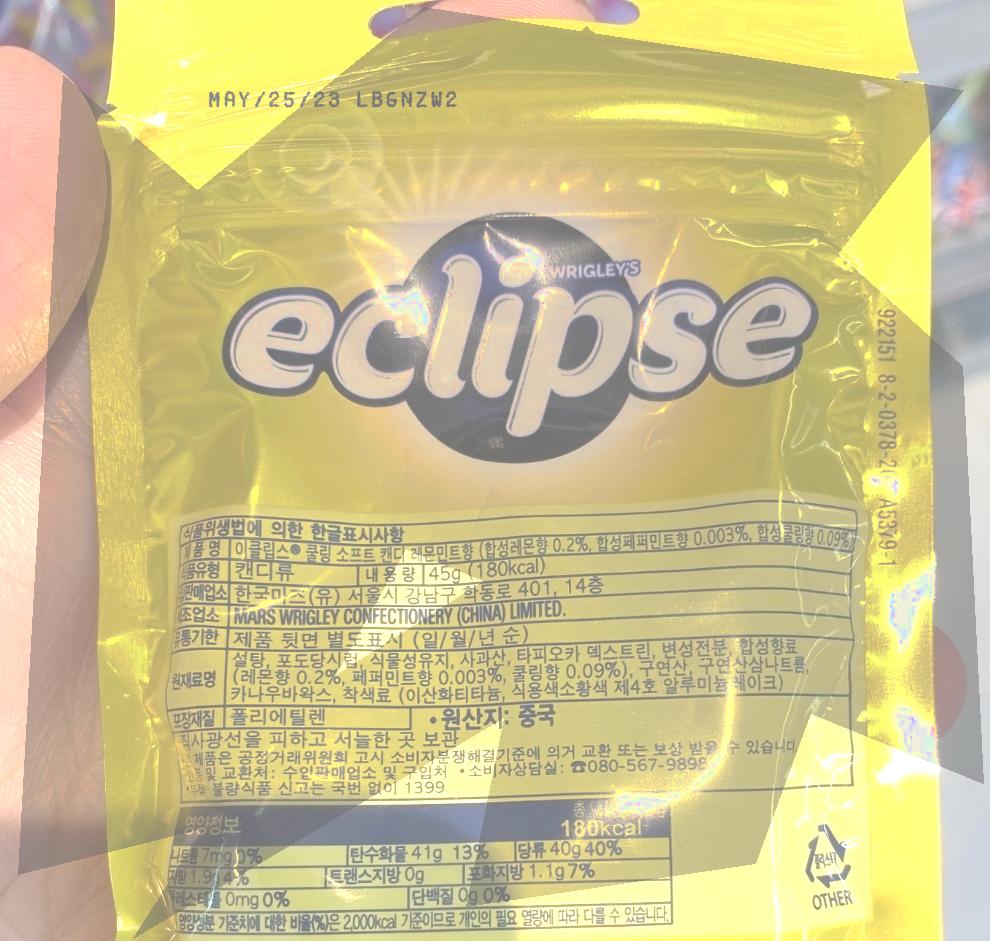 MAY/25/23 LBGNZW2
WRIGLEY'S
eclipse
922151 8-2-0378-2 A5379-1
식품위생법에 의한 한글표시사항
제품명 이클립스® 쿨링 소프트 캔디 레몬민트향 (합성레몬향 0.2%, 합성페퍼민트향 0.003%, 합성쿨링향 0.09%)
식품유형 캔디류 내용량 45g (180kcal)
수입판매업소 한국마즈(유) 서울시 강남구 학동로 401, 14층
제조업소 MARS WRIGLEY CONFECTIONERY (CHINA) LIMITED.
유통기한 제품 뒷면 별도표시 (일/월/년 순)
원재료명 설탕, 포도당시럽, 식물성유지, 사과산, 타피오카 덱스트린, 변성전분, 합성향료
(레몬향 0.2%, 페퍼민트향 0.003%, 쿨링향 0.09%), 구연산, 구연산삼나트륨,
카나우바왁스, 착색료 (이산화티타늄, 식용색소황색 제4호 알루미늄레이크)
포장재질 폴리에틸렌 •원산지: 중국
직사광선을 피하고 서늘한 곳 보관
제품은 공정거래위원회 고시 소비자분쟁해결기준에 의거 교환 또는 보상 받을 수 있습니다
반품 및 교환처: 수입판매업소 및 구입처 •소비자상담실: ☎080-567-9898
부정·불량식품 신고는 국번 없이 1399
영양정보 총 내용량
180kcal
나트륨 7mg 0% 탄수화물 41g 13% 당류 40g 40%
지방 1.9g 4% 트랜스지방 0g 포화지방 1.1g 7%
콜레스테롤 0mg 0% 단백질 0g 0%
영양성분 기준치에 대한 비율(%)은 2,000kcal 기준이므로 개인의 필요 열량에 따라 다를 수 있습니다.
플라스틱
OTHER